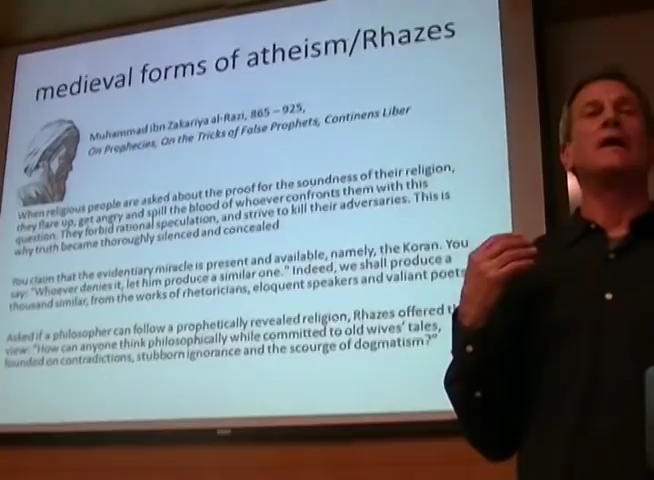 medieval forms of atheism/Rhazes
Muhammad ibn Zakariya al-Razi, 865 – 925,
On Prophecies, On the Tricks of False Prophets, Continens Liber
When religious people are asked about the proof for the soundness of their religion,
they flare up, get angry and spill the blood of whoever confronts them with this
question. They forbid rational speculation, and strive to kill their adversaries. This is
why truth became thoroughly silenced and concealed
You claim that the evidentiary miracle is present and available, namely, the Koran. You
say: "Whoever denies it, let him produce a similar one." Indeed, we shall produce a
thousand similar, from the works of rhetoricians, eloquent speakers and valiant poets
Asked if a philosopher can follow a prophetically revealed religion, Rhazes offered
view: "How can anyone think philosophically while committed to old wives' tales,
founded on contradictions, stubborn ignorance and the scourge of dogmatism?"